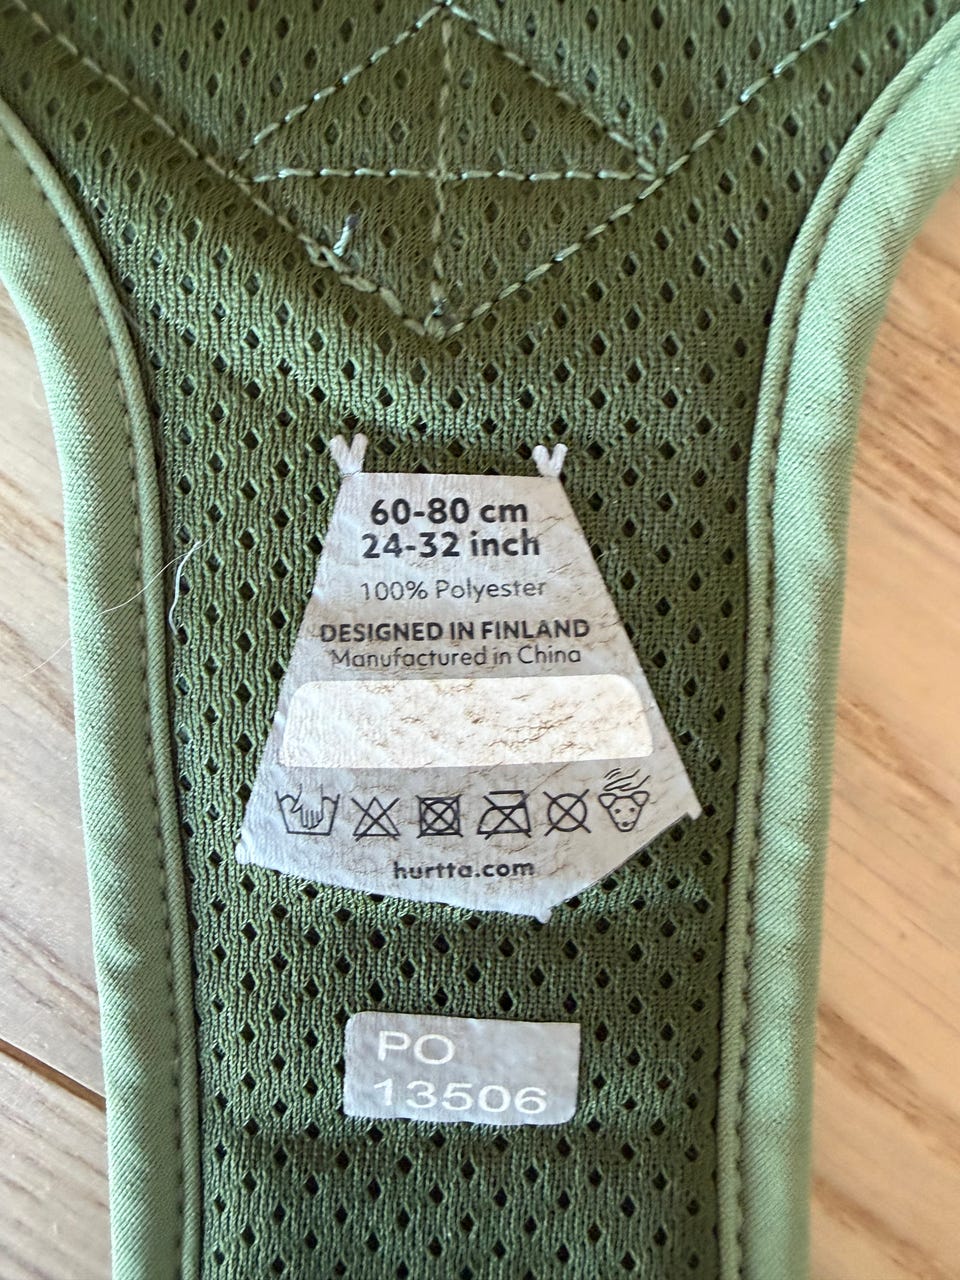 60-80 cm
24-32 inch
100% Polyester
DESIGNED IN FINLAND
Manufactured in China
hurtta.com
PO
13506